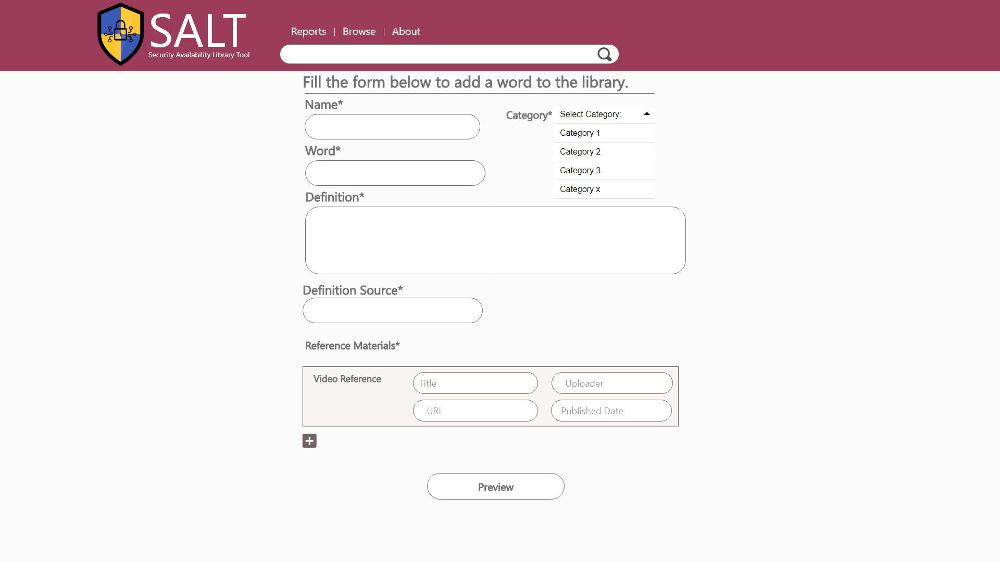 SALT
Security Availability Library Tool
Reports | Browse | About
Fill the form below to add a word to the library.
Name*
Category*
Select Category:
Category 1
Category 2
Category 3
Category x
Word*
Definition*
Definition Source*
Reference Materials*
Video Reference
Title
Uploader
URL
Published Date
Preview